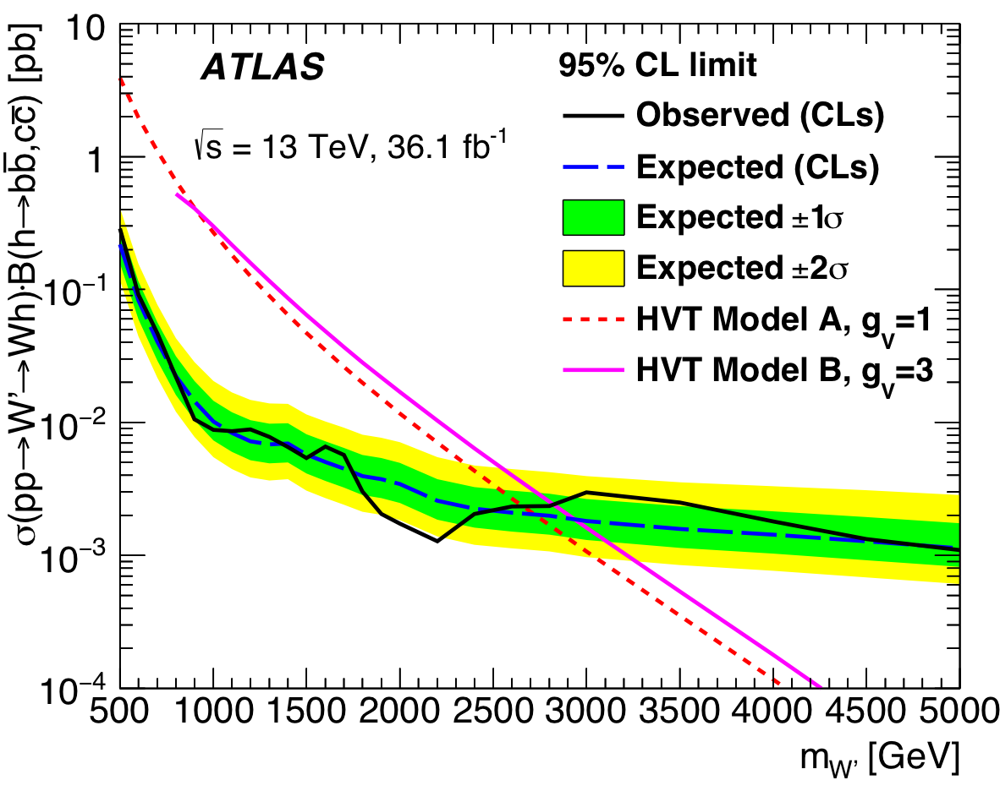 σ(pp→W'→Wh)·B(h→bb̄,cc̄) [pb]
10
1
10⁻¹
10⁻²
10⁻³
10⁻⁴
ATLAS
√s = 13 TeV, 36.1 fb⁻¹
95% CL limit
Observed (CLs)
Expected (CLs)
Expected ±1σ
Expected ±2σ
HVT Model A, gᵥ=1
HVT Model B, gᵥ=3
500 1000 1500 2000 2500 3000 3500 4000 4500 5000
m_W' [GeV]